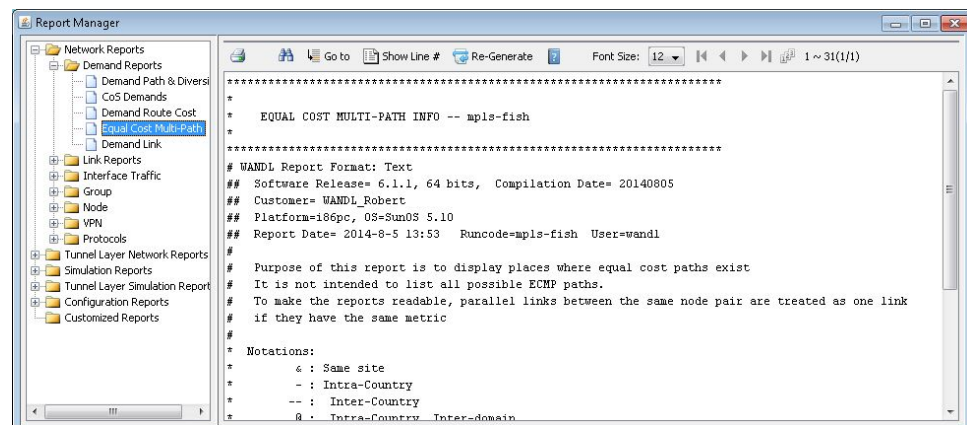 Report Manager
Network Reports
Demand Reports
Demand Path & Diversi
CoS Demands
Demand Route Cost
Equal Cost Multi-Path
Demand Link
Link Reports
Interface Traffic
Group
Node
VPN
Protocols
Tunnel Layer Network Reports
Simulation Reports
Tunnel Layer Simulation Report
Configuration Reports
Customized Reports
Go to Show Line # Re-Generate ? Font Size: 12 1 ~ 31(1/1)
*************************************************************************
*
* EQUAL COST MULTI-PATH INFO -- mpls-fish
*
*************************************************************************
# WANDL Report Format: Text
## Software Release= 6.1.1, 64 bits, Compilation Date= 20140805
## Customer= WANDL_Robert
## Platform=i86pc, OS=SunOS 5.10
## Report Date= 2014-8-5 13:53 Runcode=mpls-fish User=wandl
#
# Purpose of this report is to display places where equal cost paths exist
# It is not intended to list all possible ECMP paths.
# To make the reports readable, parallel links between the same node pair are treated as one link
# if they have the same metric
#
* Notations:
* & : Same site
* - : Intra-Country
* -- : Inter-Country
* @ : Intra-Country, Inter-domain